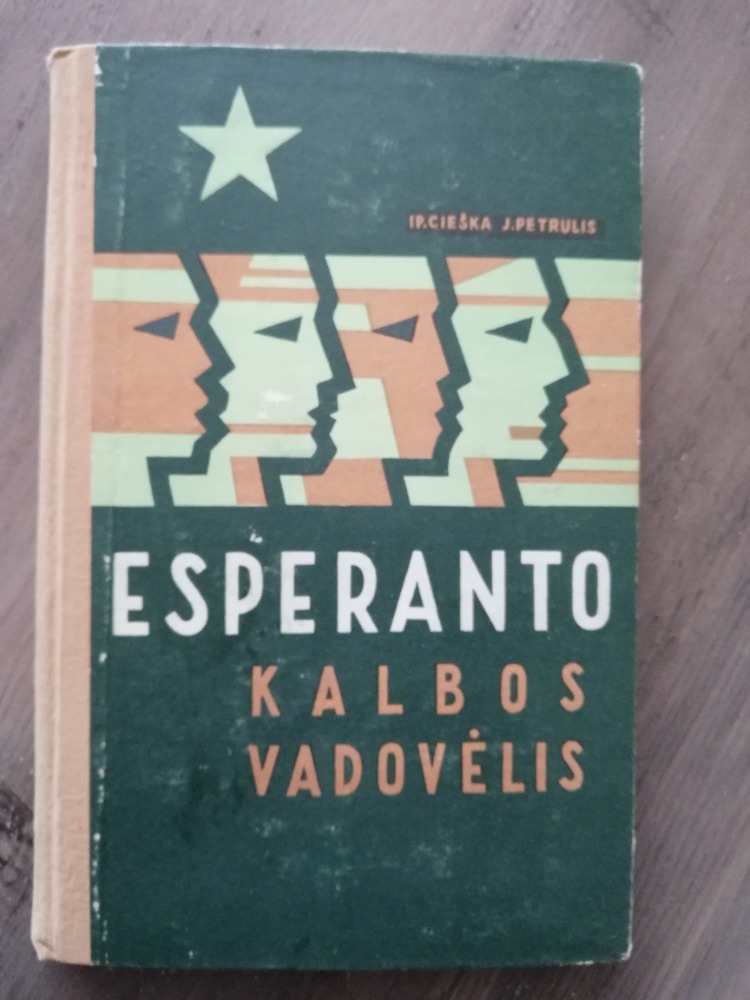 IP.CIEŠKA J.PETRULIS
ESPERANTO
KALBOS
VADOVĖLIS